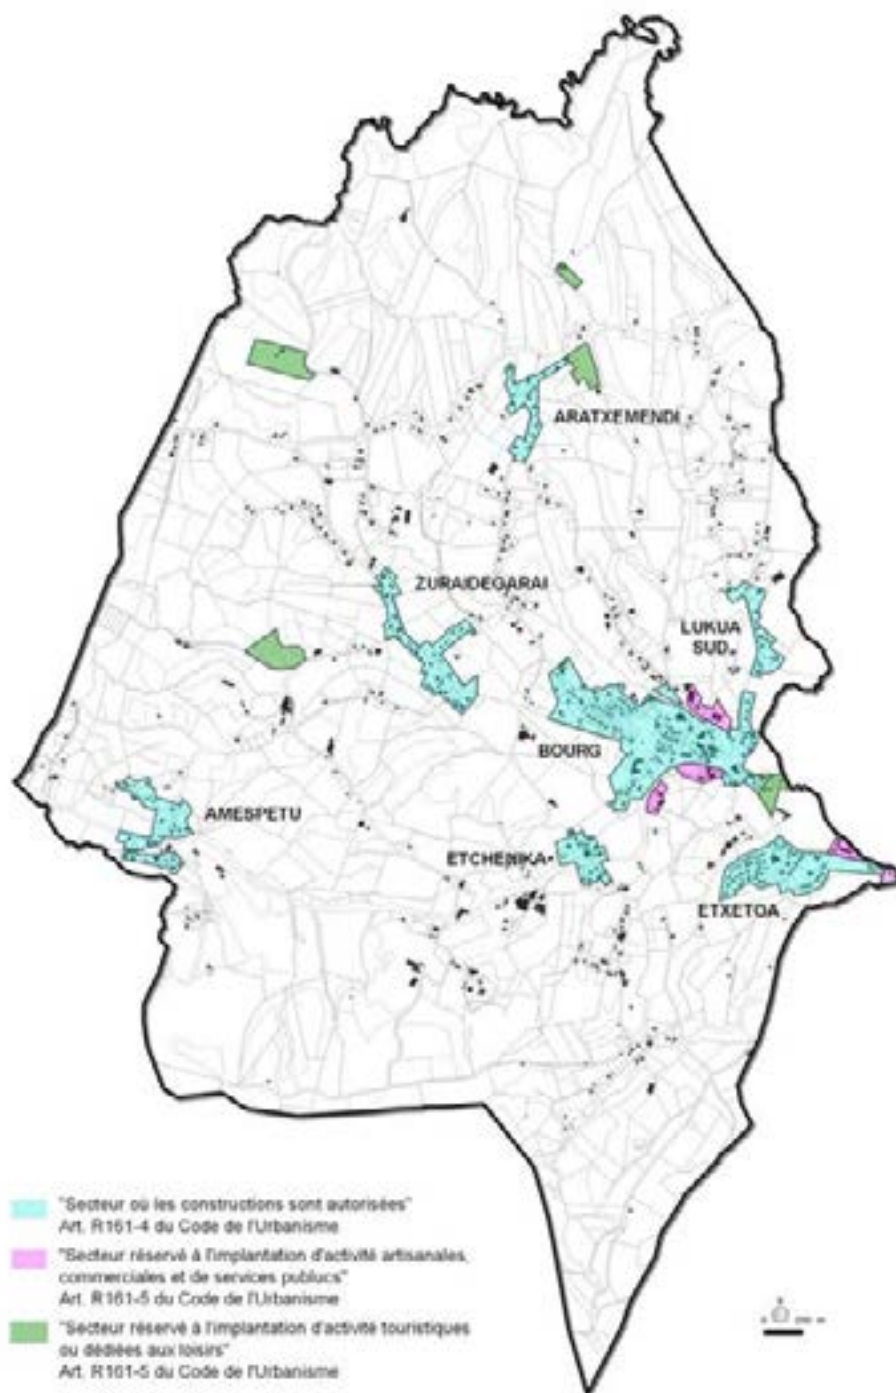 ARATXEMENDI
ZURAIDEGARAI
LUKUA
SUD
BOURG
AMESPETU
ETCHENIKA
ETXETOA
"Secteur où les constructions sont autorisées"
Art. R161-4 du Code de l'Urbanisme
"Secteur réservé à l'implantation d'activité artisanales,
commerciales et de services publucs"
Art. R161-5 du Code de l'Urbanisme
"Secteur réservé à l'implantation d'activité touristiques
ou dédiées aux loisirs"
Art. R161-5 du Code de l'Urbanisme